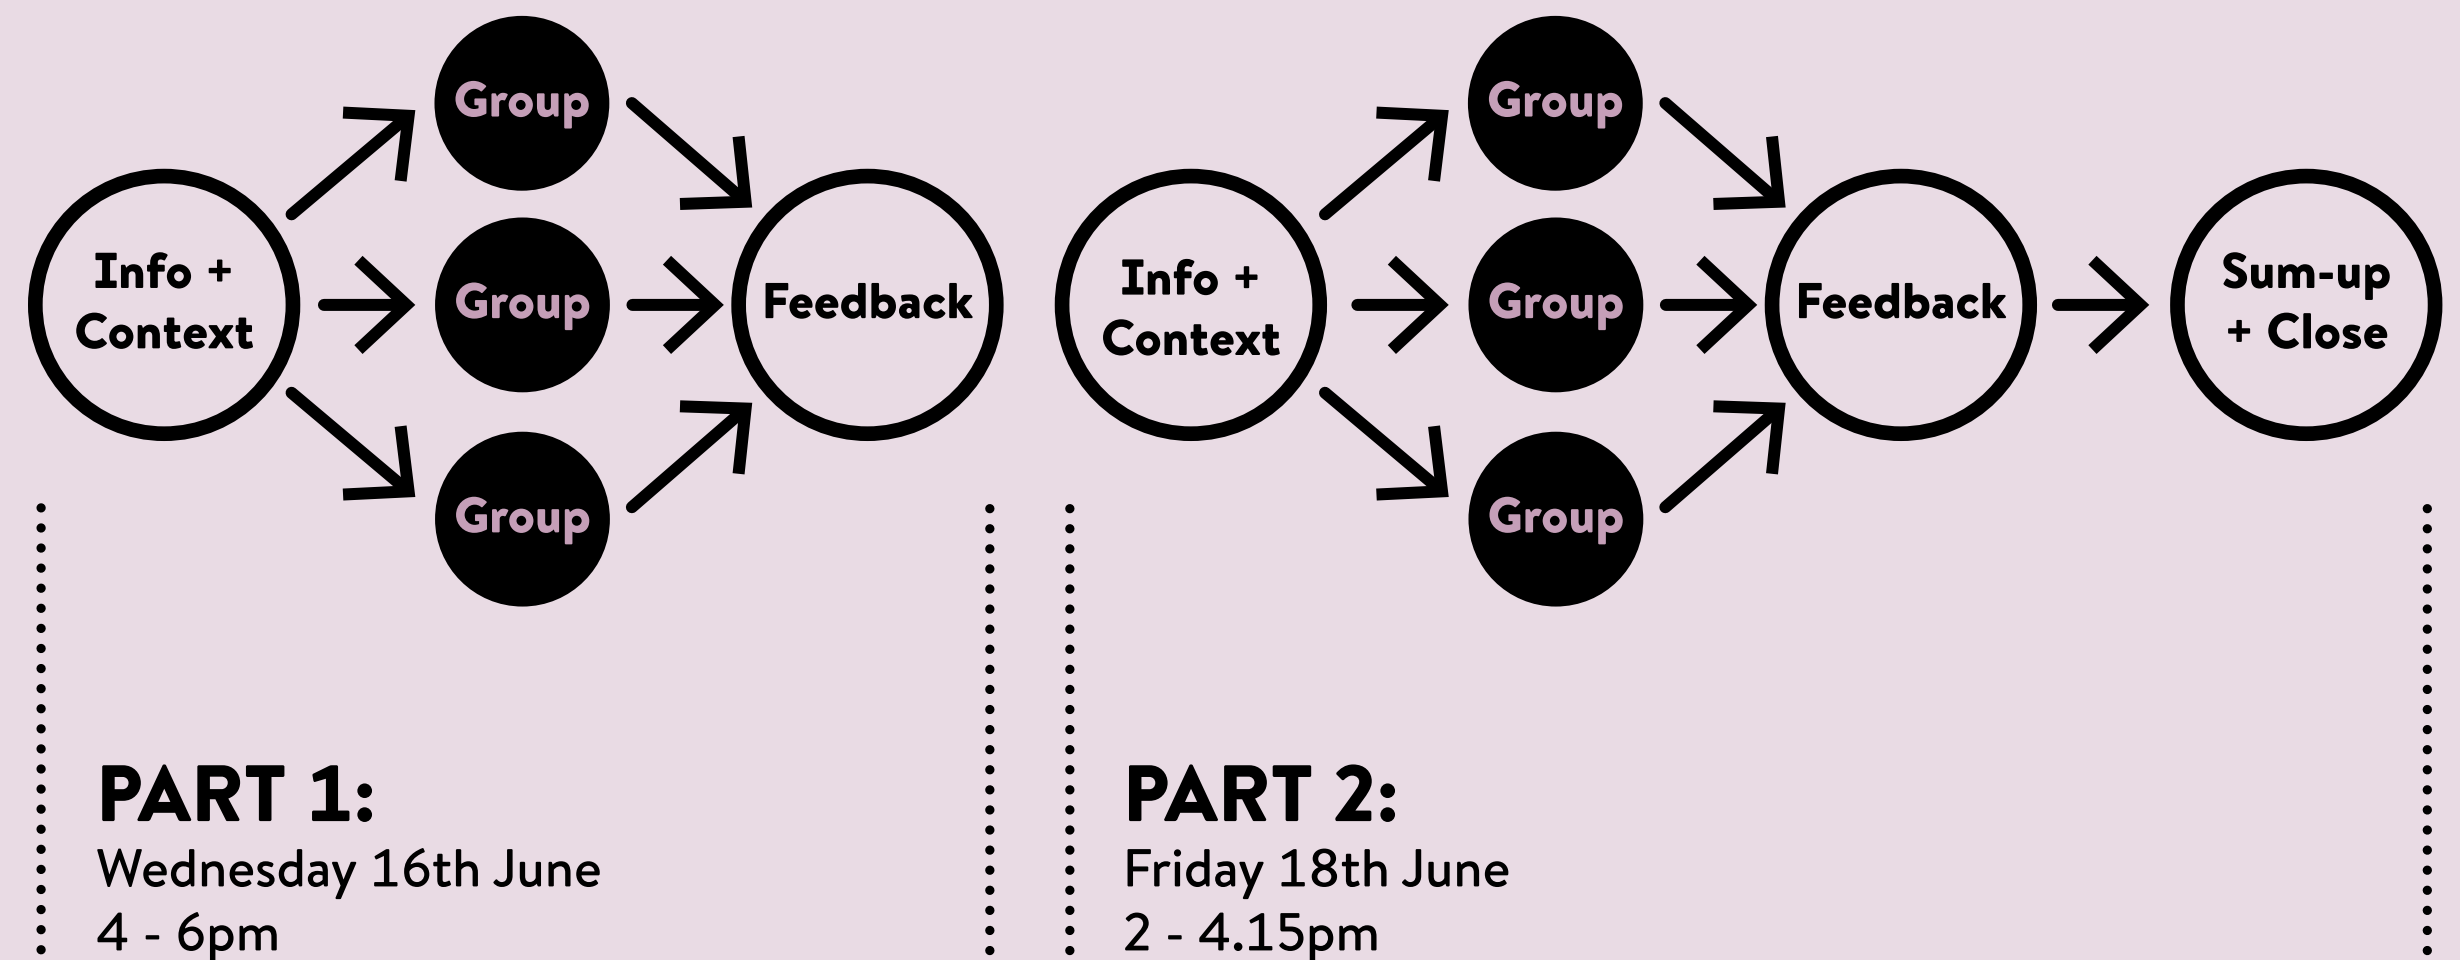 Group
Info +
Context
Group
Feedback
Group
Group
Info +
Context
Group
Feedback
Sum-up
+ Close
Group
PART 1:
Wednesday 16th June
4 - 6pm
PART 2:
Friday 18th June
2 - 4.15pm